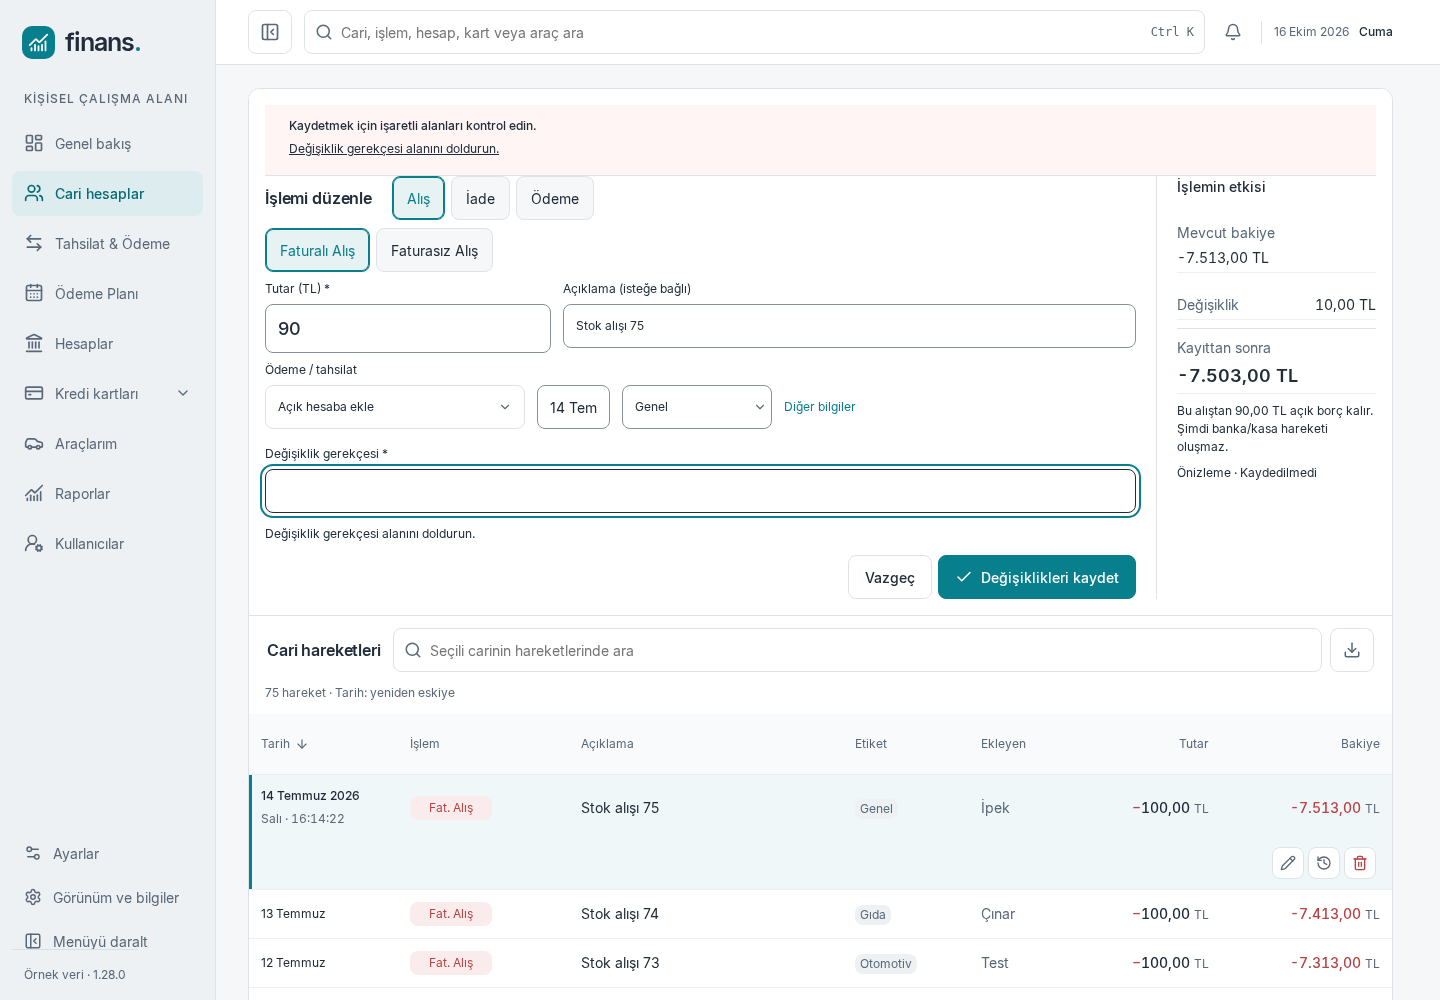 finans.
KİŞİSEL ÇALIŞMA ALANI
Genel bakış
Cari hesaplar
Tahsilat & Ödeme
Ödeme Planı
Hesaplar
Kredi kartları
Araçlarım
Raporlar
Kullanıcılar
Ayarlar
Görünüm ve bilgiler
Menüyü daralt
Örnek veri · 1.28.0
Cari, işlem, hesap, kart veya araç ara Ctrl K
16 Ekim 2026 Cuma
Kaydetmek için işaretli alanları kontrol edin.
Değişiklik gerekçesi alanını doldurun.
İşlemi düzenle Alış İade Ödeme
Faturalı Alış Faturasız Alış
Tutar (TL) * Açıklama (isteğe bağlı)
90 Stok alışı 75
Ödeme / tahsilat
Açık hesaba ekle 14 Tem Genel Diğer bilgiler
Değişiklik gerekçesi *
Değişiklik gerekçesi alanını doldurun.
Vazgeç Değişiklikleri kaydet
İşlemin etkisi
Mevcut bakiye
-7.513,00 TL
Değişiklik 10,00 TL
Kayıttan sonra
-7.503,00 TL
Bu alıştan 90,00 TL açık borç kalır.
Şimdi banka/kasa hareketi
oluşmaz.
Önizleme · Kaydedilmedi
Cari hareketleri Seçili carinin hareketlerinde ara
75 hareket · Tarih: yeniden eskiye
Tarih İşlem Açıklama Etiket Ekleyen Tutar Bakiye
14 Temmuz 2026
Salı · 16:14:22
Fat. Alış Stok alışı 75 Genel İpek −100,00 TL -7.513,00 TL
13 Temmuz Fat. Alış Stok alışı 74 Gıda Çınar −100,00 TL -7.413,00 TL
12 Temmuz Fat. Alış Stok alışı 73 Otomotiv Test −100,00 TL -7.313,00 TL